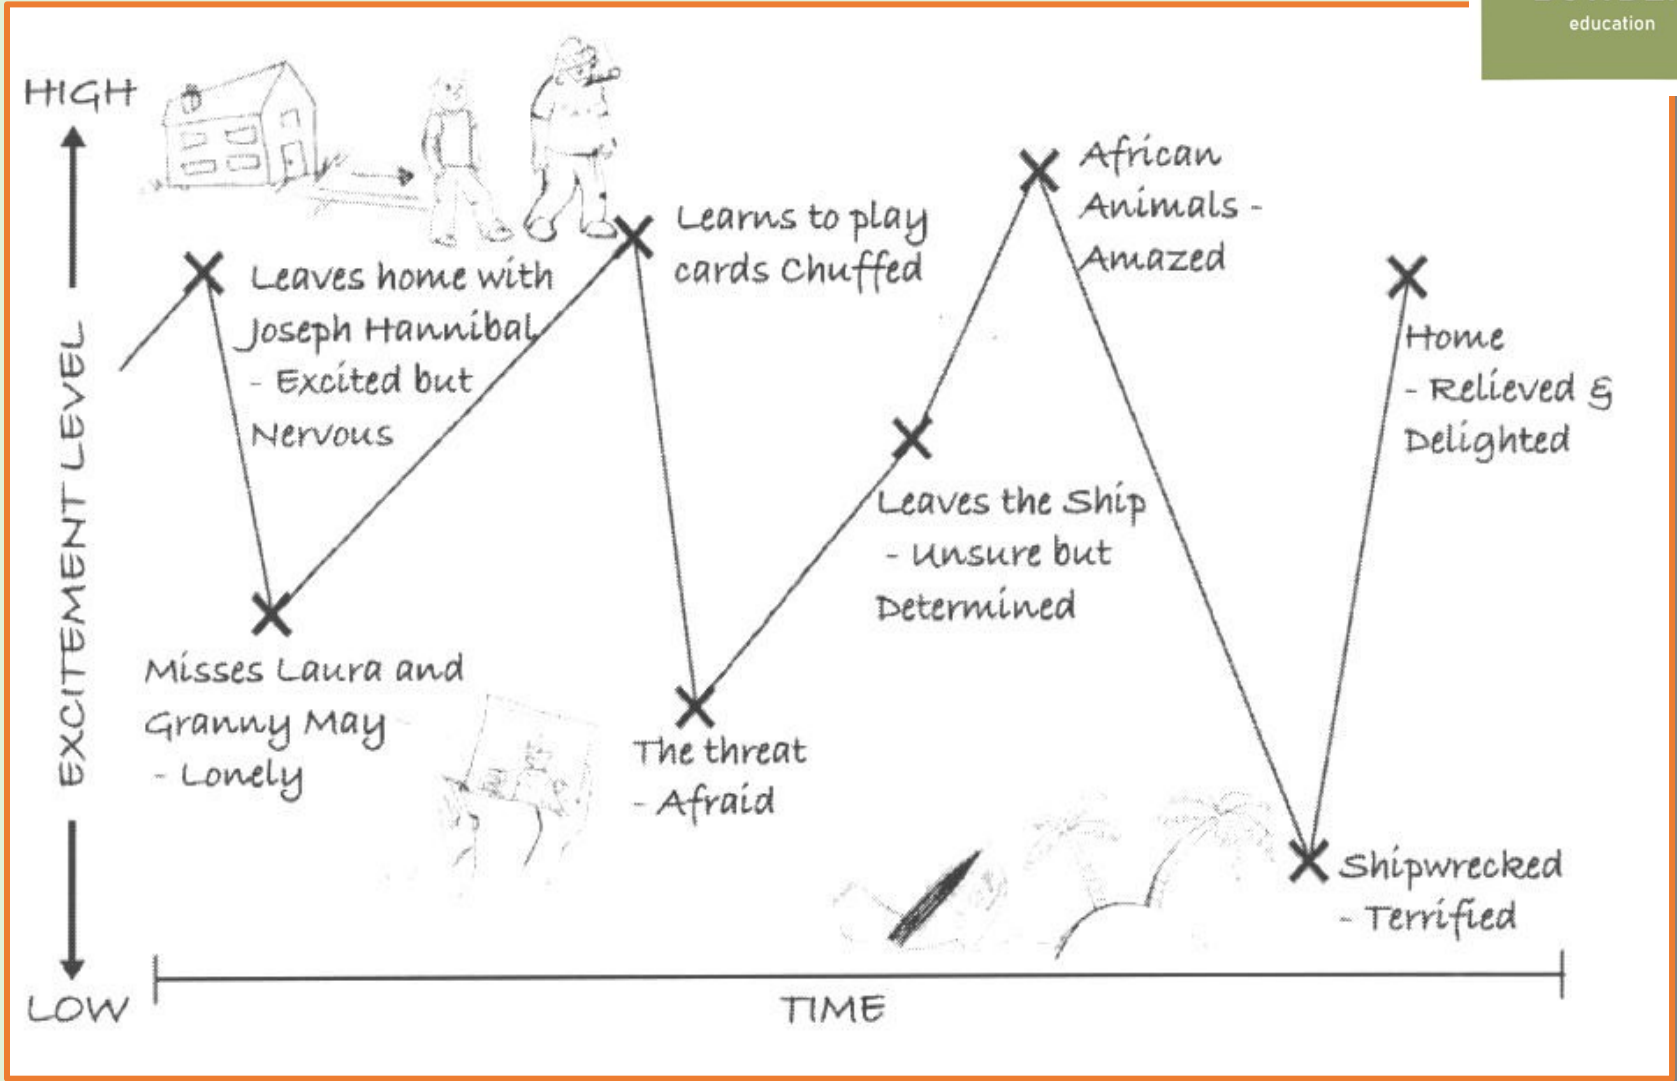 education
HIGH
EXCITEMENT LEVEL
LOW
Leaves home with
Joseph Hannibal
- Excited but
Nervous
Misses Laura and
Granny May
- Lonely
Learns to play
cards Chuffed
The threat
- Afraid
Leaves the Ship
- Unsure but
Determined
African
Animals -
Amazed
Shipwrecked
- Terrified
Home
- Relieved &
Delighted
TIME